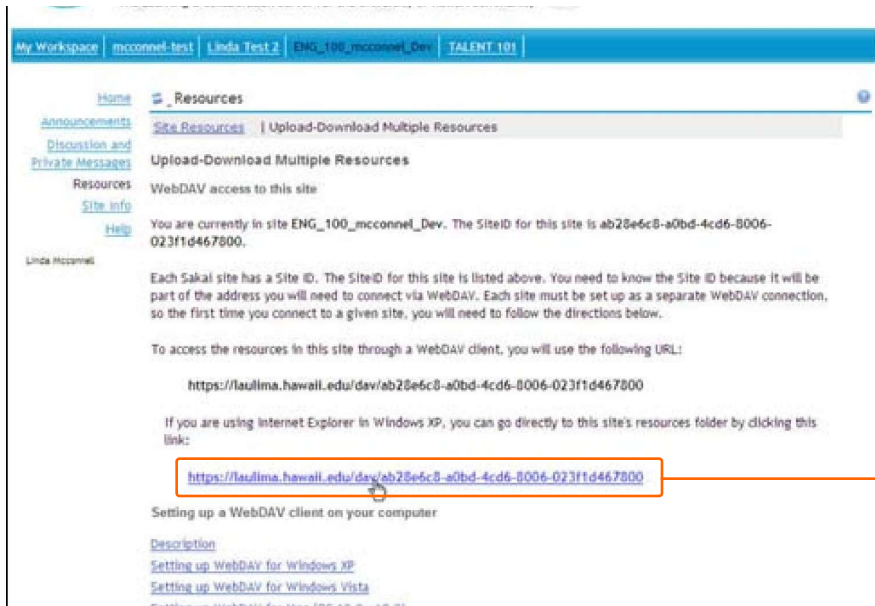 My Workspace mcconnel-test Linda Test 2 ENG_100_mcconnel_Dev TALENT 101
Home
Announcements
Discussion and
Private Messages
Resources
Site Info
Help
Linda Mcconnel
Resources
Site Resources | Upload-Download Multiple Resources
Upload-Download Multiple Resources
WebDAV access to this site
You are currently in site ENG_100_mcconnel_Dev. The SiteID for this site is ab28e6c8-a0bd-4cd6-8006-
023f1d467800.
Each Sakai site has a Site ID. The SiteID for this site is listed above. You need to know the Site ID because it will be
part of the address you will need to connect via WebDAV. Each site must be set up as a separate WebDAV connection,
so the first time you connect to a given site, you will need to follow the directions below.
To access the resources in this site through a WebDAV client, you will use the following URL:
https://laulima.hawaii.edu/dav/ab28e6c8-a0bd-4cd6-8006-023f1d467800
If you are using Internet Explorer in Windows XP, you can go directly to this site's resources folder by clicking this
link:
https://laulima.hawaii.edu/dav/ab28e6c8-a0bd-4cd6-8006-023f1d467800
Setting up a WebDAV client on your computer
Description
Setting up WebDAV for Windows XP
Setting up WebDAV for Windows Vista